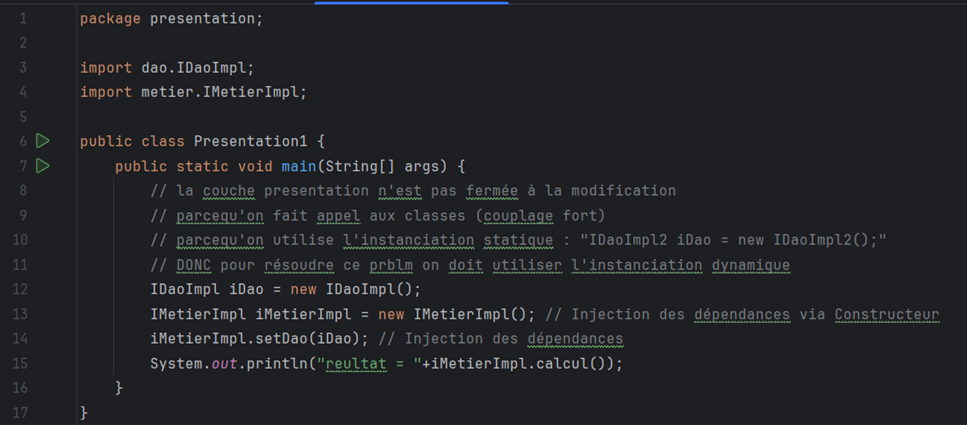 1 package presentation;
2
3 import dao.IDaoImpl;
4 import metier.IMetierImpl;
5
6 public class Presentation1 {
7 public static void main(String[] args) {
8 // la couche presentation n'est pas fermée à la modification
9 // parcequ'on fait appel aux classes (couplage fort)
10 // parcequ'on utilise l'instanciation statique : "IDaoImpl2 iDao = new IDaoImpl2();"
11 // DONC pour résoudre ce prblm on doit utiliser l'instanciation dynamique
12 IDaoImpl iDao = new IDaoImpl();
13 IMetierImpl iMetierImpl = new IMetierImpl(); // Injection des dépendances via Constructeur
14 iMetierImpl.setDao(iDao); // Injection des dépendances
15 System.out.println("reultat = "+iMetierImpl.calcul());
16 }
17 }